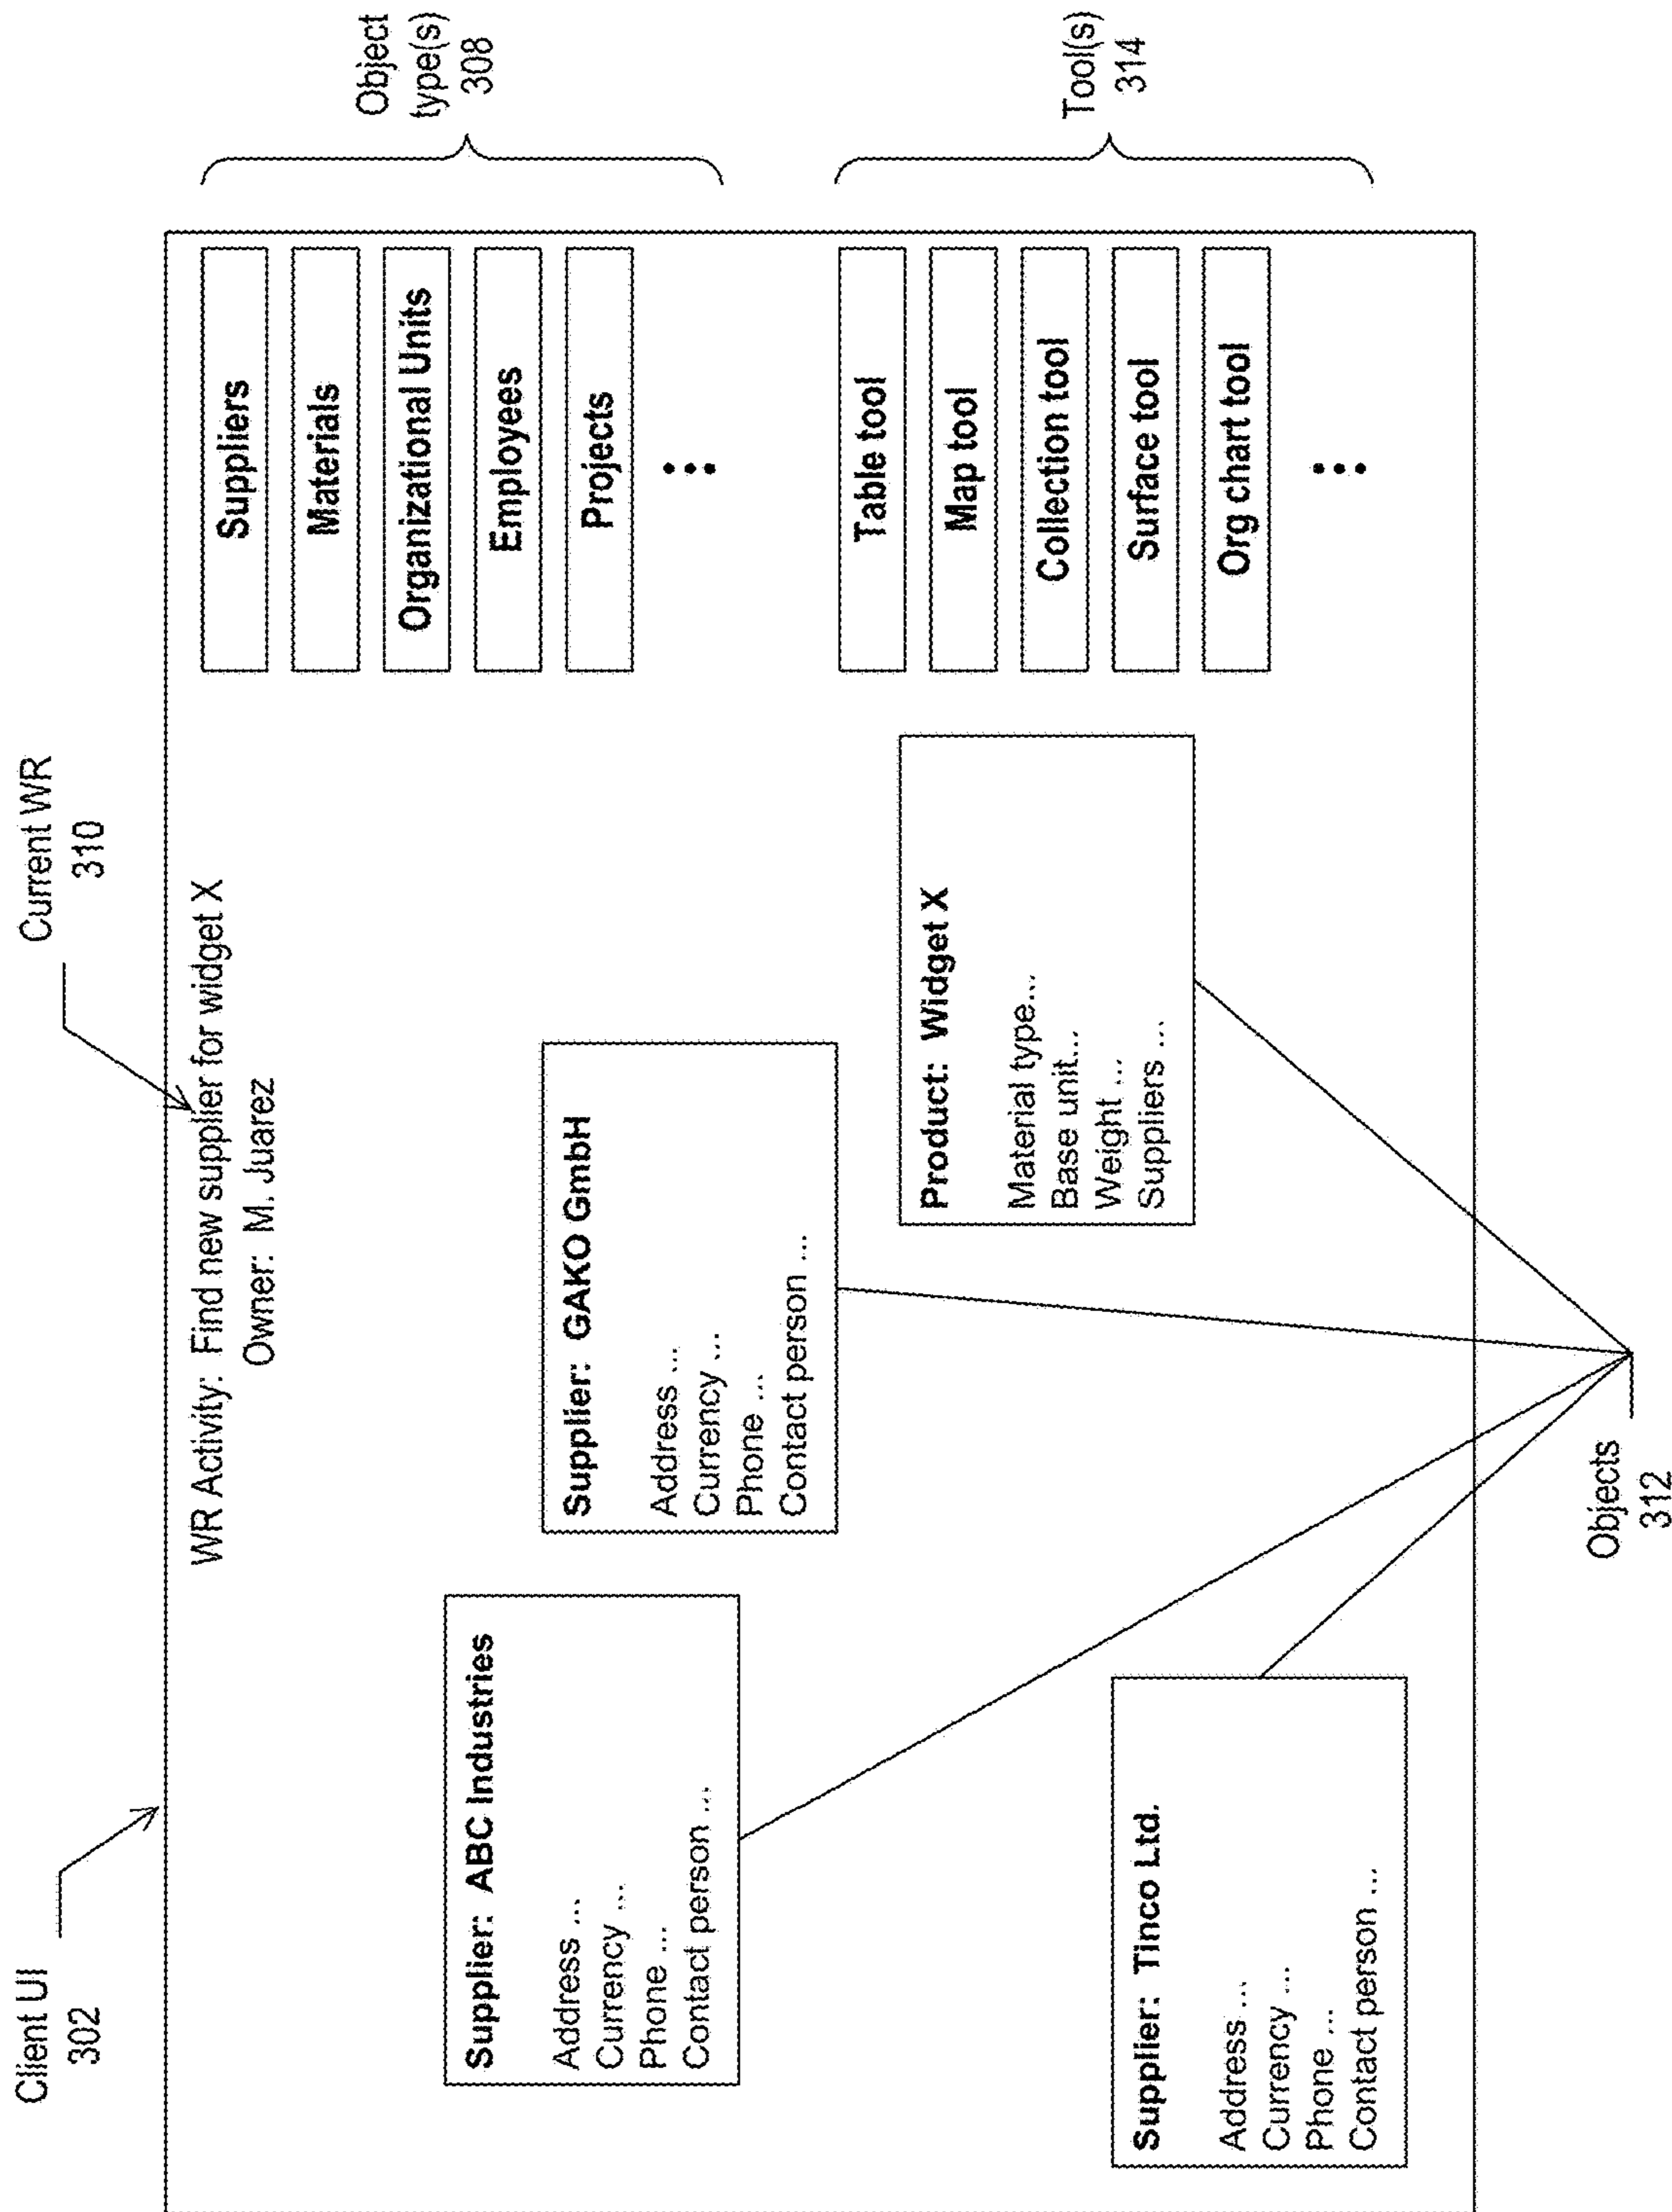 Client UI
302
Current WR
310
WR Activity: Find new supplier for widget X
Owner: M. Juarez
Supplier: ABC Industries
Address ...
Currency ...
Phone ...
Contact person ...
Supplier: GAKO GmbH
Address ...
Currency ...
Phone ...
Contact person ...
Supplier: Tinco Ltd.
Address ...
Currency ...
Phone ...
Contact person ...
Product: Widget X
Material type...
Base unit...
Weight ...
Suppliers ...
Suppliers
Materials
Organizational Units
Employees
Projects
Object
type(s)
308
Table tool
Map tool
Collection tool
Surface tool
Org chart tool
Tool(s)
314
Objects
312